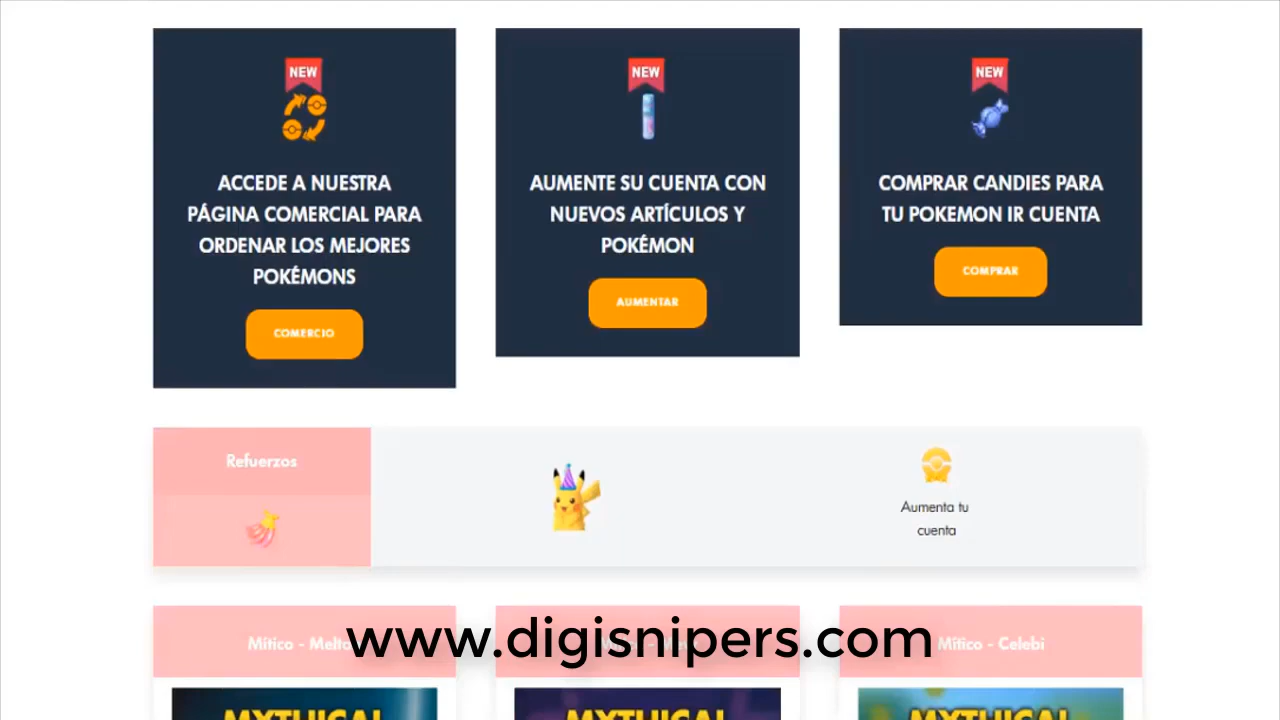 NEW
ACCEDE A NUESTRA
PÁGINA COMERCIAL PARA
ORDENAR LOS MEJORES
POKÉMONS
COMERCIO
NEW
AUMENTE SU CUENTA CON
NUEVOS ARTÍCULOS Y
POKÉMON
AUMENTAR
NEW
COMPRAR CANDIES PARA
TU POKEMON IR CUENTA
COMPRAR
Refuerzos
Aumenta tu
cuenta
Mítico -
Mítico - Celebi
www.digisnipers.com
MYTHICAL
MYTHICAL
MYTHICAL